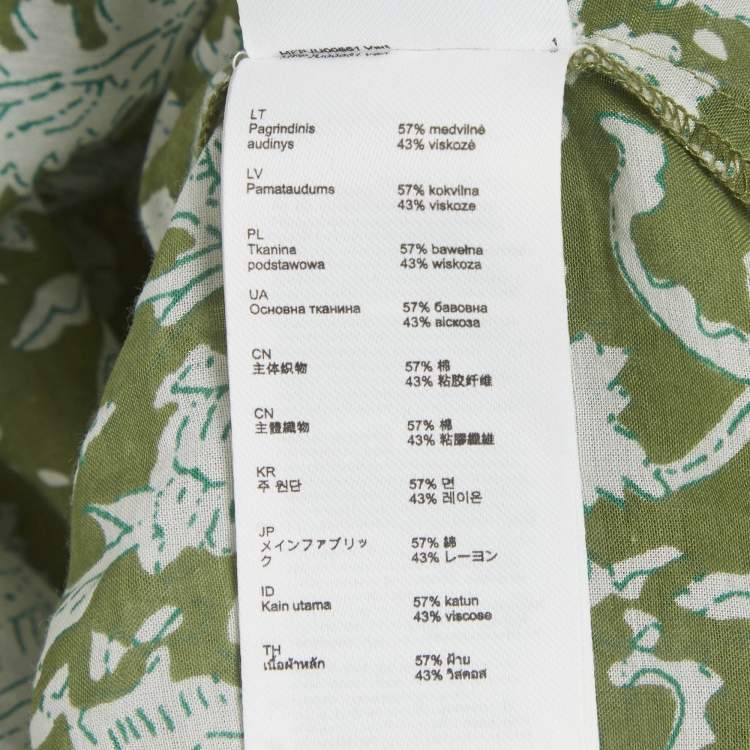 1
LT
Pagrindinis 57% medvilnė
audinys 43% viskozė
LV
Pamataudums 57% kokvilna
43% viskoze
PL
Tkanina 57% bawełna
podstawowa 43% wiskoza
UA
Основна тканина 57% бавовна
43% віскоза
CN
主体织物 57% 棉
43% 粘胶纤维
CN
主體織物 57% 棉
43% 粘膠纖維
KR
주 원단 57% 면
43% 레이온
JP
メインファブリッ 57% 綿
ク 43% レーヨン
ID
Kain utama 57% katun
43% viscose
TH
เนื้อผ้าหลัก 57% ฝ้าย
43% วิสคอส